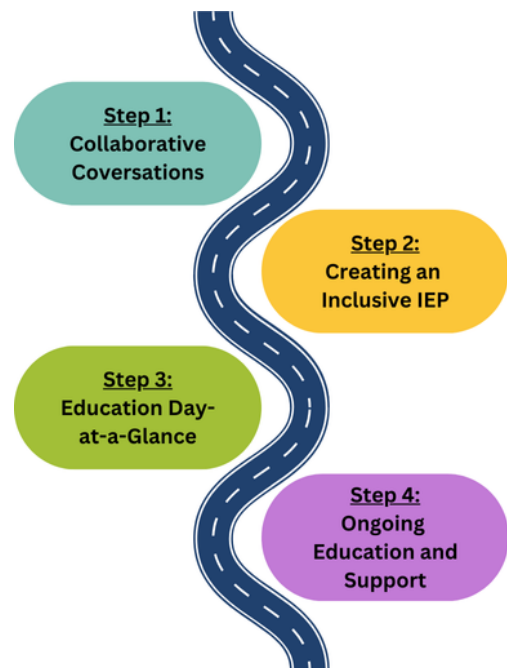 Step 1:
Collaborative
Coversations
Step 2:
Creating an
Inclusive IEP
Step 3:
Education Day-
at-a-Glance
Step 4:
Ongoing
Education and
Support